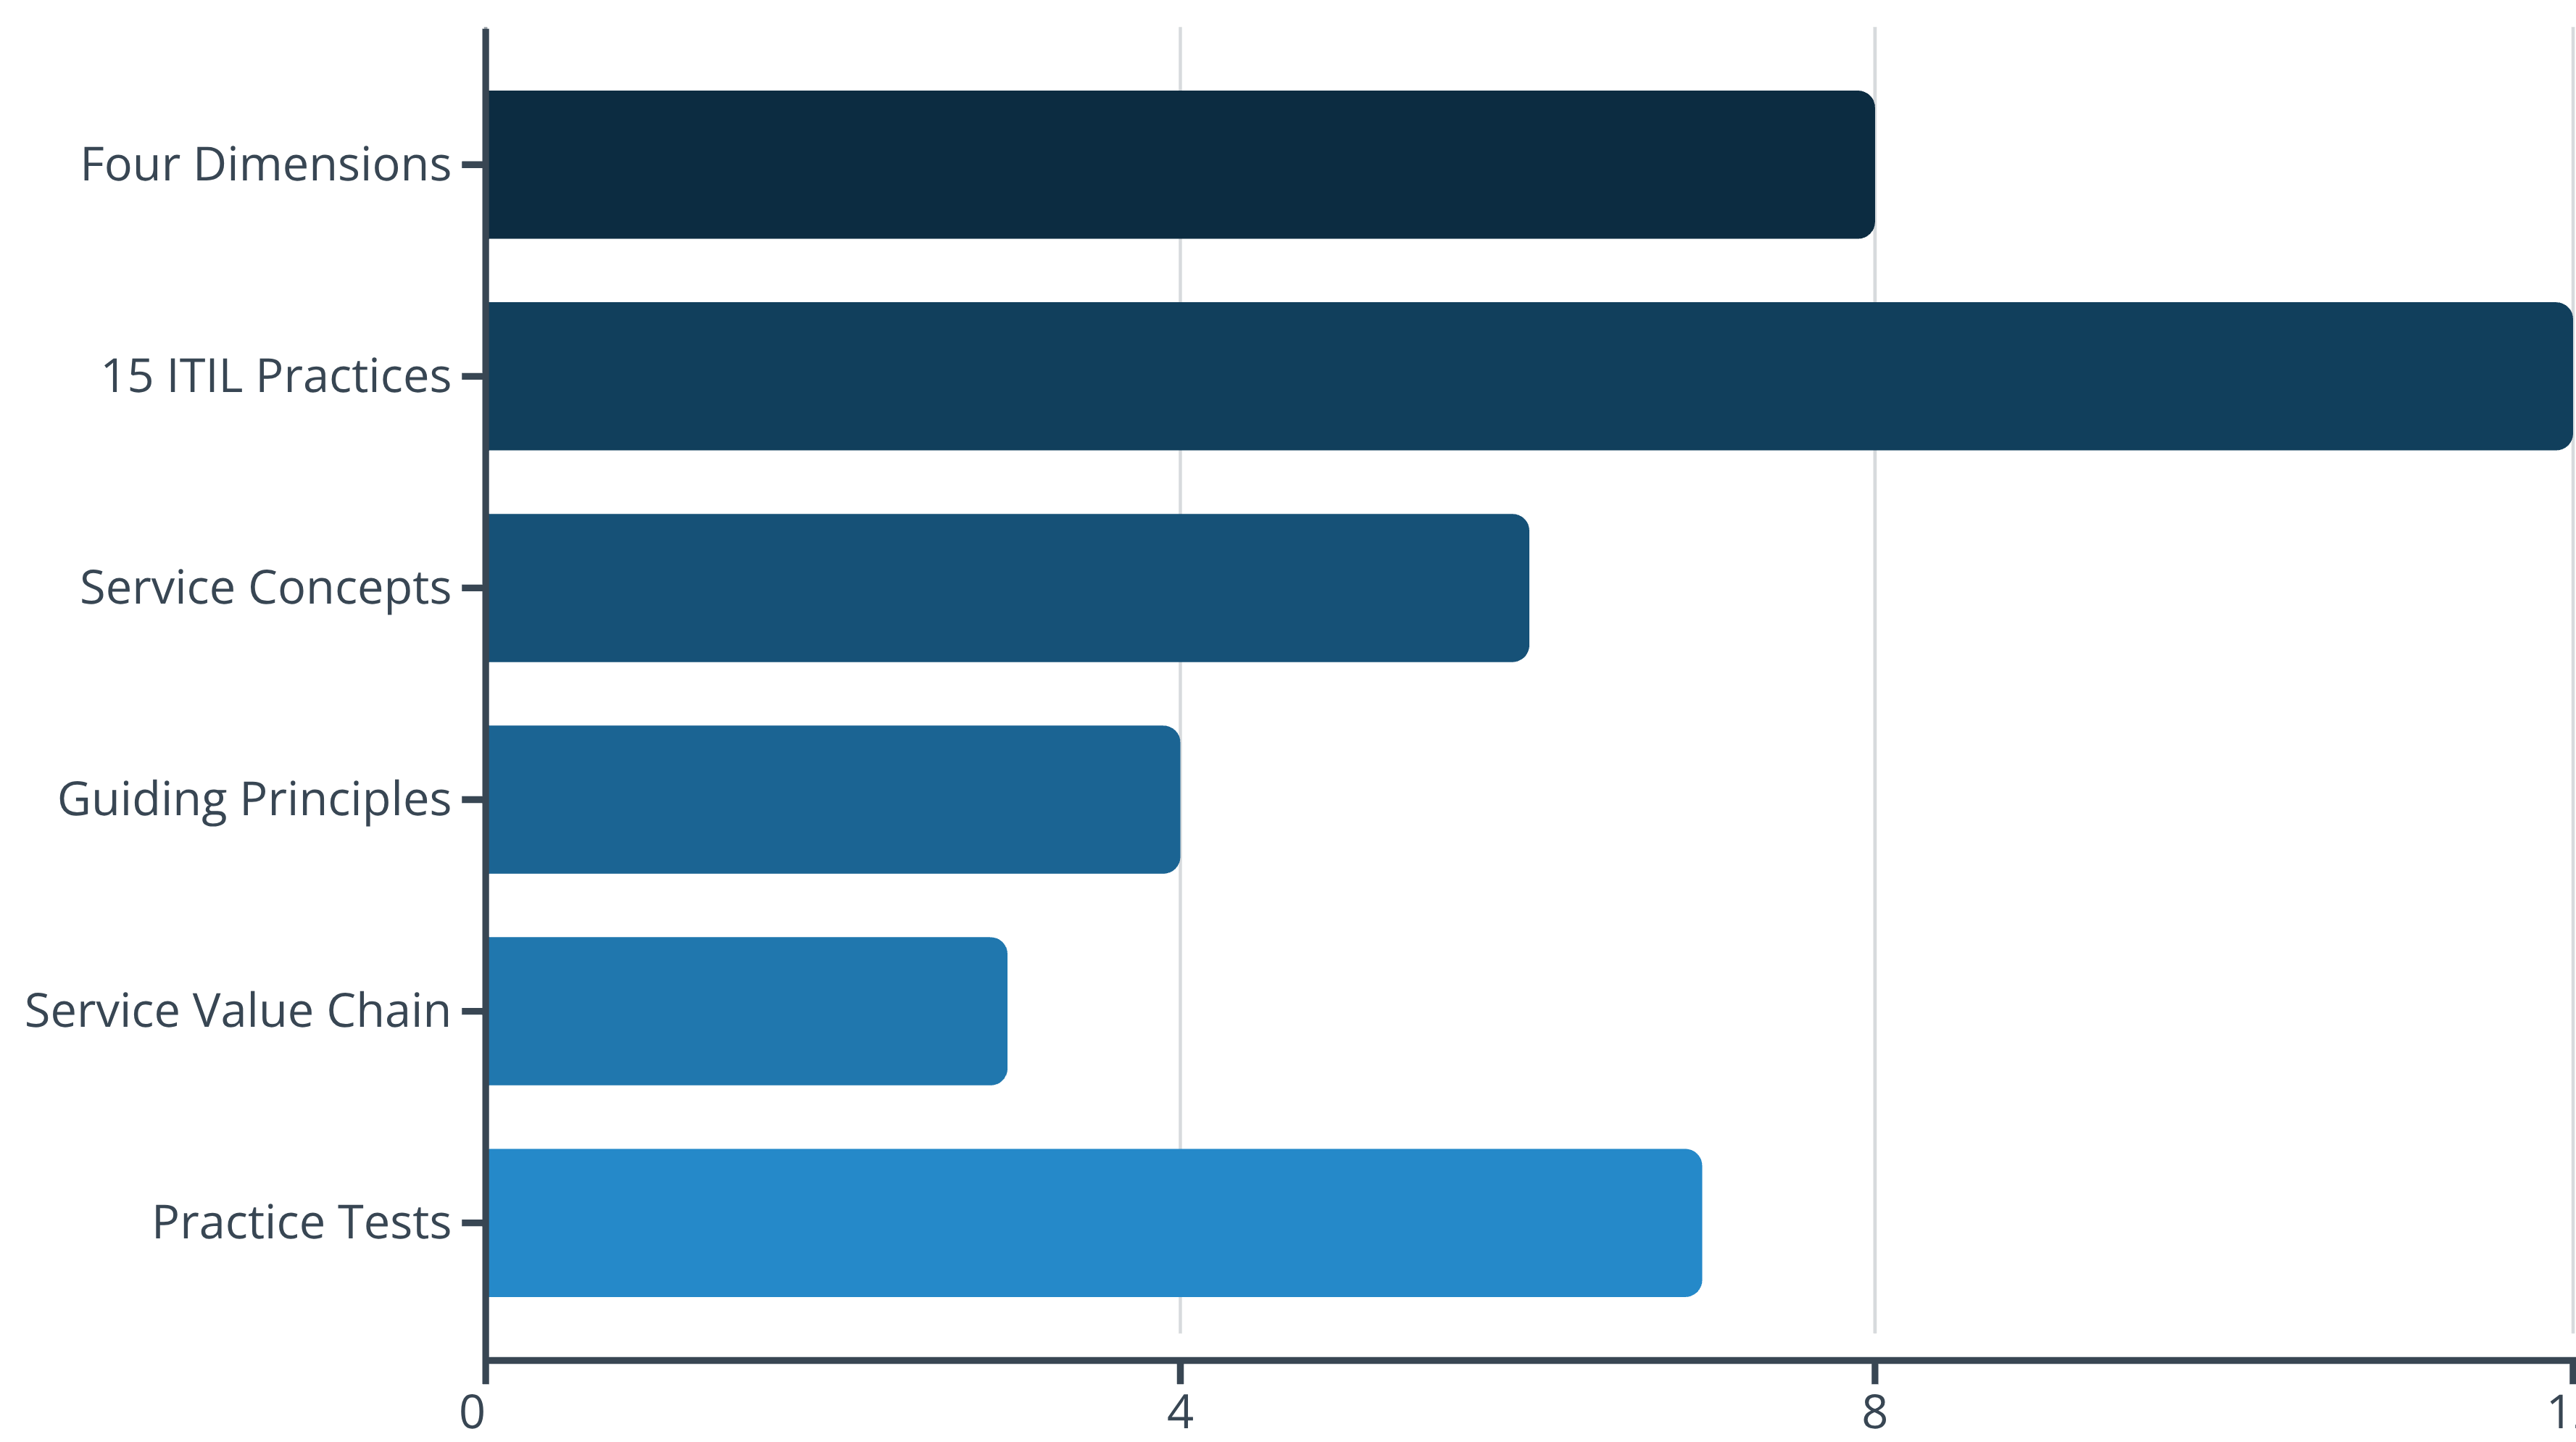 Four Dimensions
15 ITIL Practices
Service Concepts
Guiding Principles
Service Value Chain
Practice Tests
0 4 8